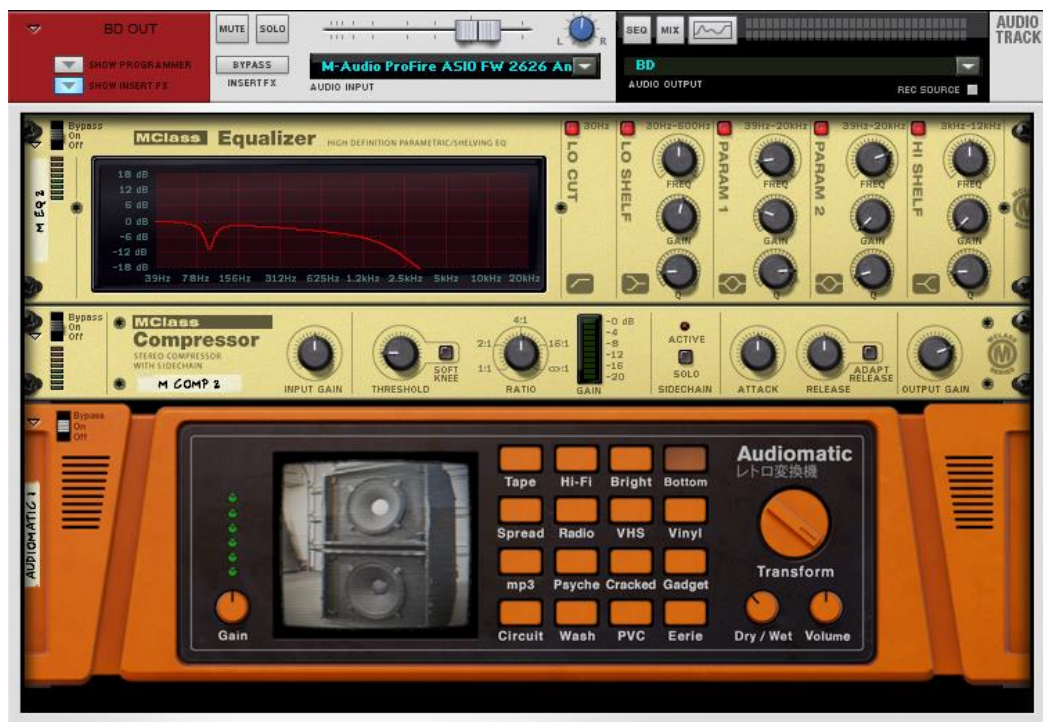 BD OUT
MUTE SOLO
L R
SEQ MIX
AUDIO TRACK
SHOW PROGRAMMER
BYPASS
M-Audio ProFire ASIO FW 2626 An
BD
SHOW INSERT FX
INSERT FX
AUDIO INPUT
AUDIO OUTPUT
REC SOURCE
Bypass
On
Off
MClass Equalizer HIGH DEFINITION PARAMETRIC/SHELVING EQ
30Hz 30Hz-600Hz 39Hz-20kHz 39Hz-20kHz 3kHz-12kHz
LO CUT LO SHELF PARAM 1 PARAM 2 HI SHELF
FREQ FREQ FREQ FREQ
GAIN GAIN GAIN GAIN
Q Q
M EQ 2
18 dB
12 dB
6 dB
0 dB
-6 dB
-12 dB
-18 dB
39Hz 78Hz 156Hz 312Hz 625Hz 1.2kHz 2.5kHz 5kHz 10kHz 20kHz
Bypass
On
Off
MClass
Compressor
STEREO COMPRESSOR
WITH SIDECHAIN
M COMP 2
INPUT GAIN
THRESHOLD
SOFT KNEE
1:1 2:1 4:1 16:1 ∞:1
RATIO
-0 dB
-4
-8
-12
-16
-20
GAIN
ACTIVE
SOLO
SIDECHAIN
ATTACK
RELEASE
ADAPT RELEASE
OUTPUT GAIN
Bypass
On
Off
AUDIOMATIC 1
Audiomatic
レトロ変換機
Tape Hi-Fi Bright Bottom
Spread Radio VHS Vinyl
mp3 Psyche Cracked Gadget
Circuit Wash PVC Eerie
Transform
Gain
Dry / Wet Volume